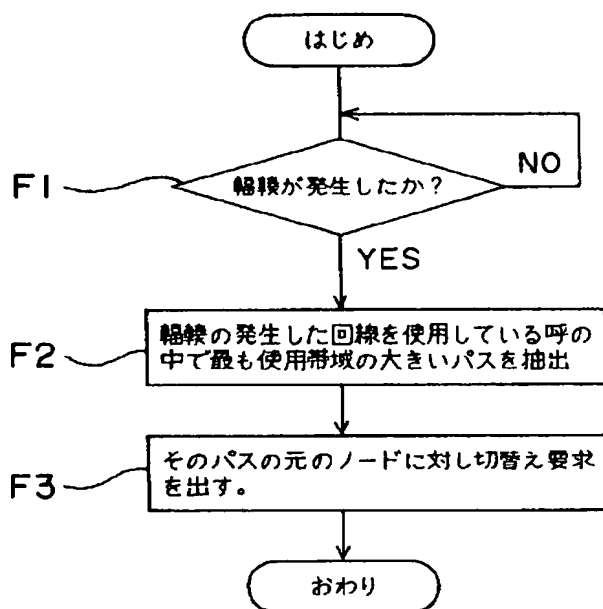 はじめ
F1
輻輳が発生したか?
NO
YES
F2
輻輳の発生した回線を使用している呼の
中で最も使用帯域の大きいパスを抽出
F3
そのパスの元のノードに対し切替え要求
を出す。
おわり